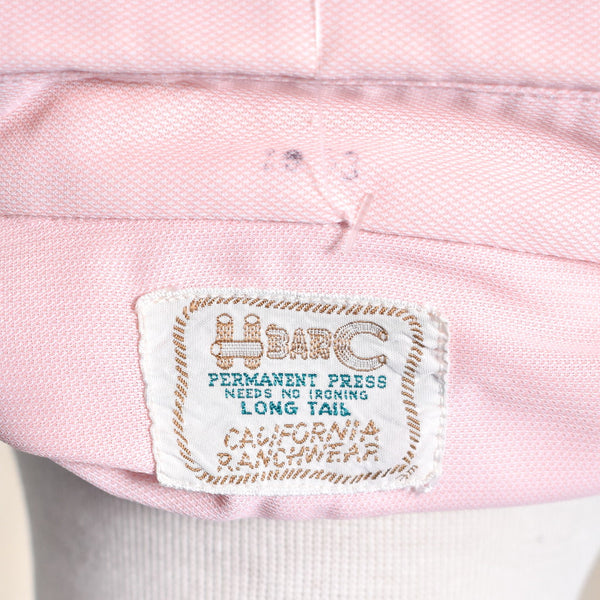 H BAR C
PERMANENT PRESS
NEEDS NO IRONING
LONG TAIL
CALIFORNIA
RANCHWEAR